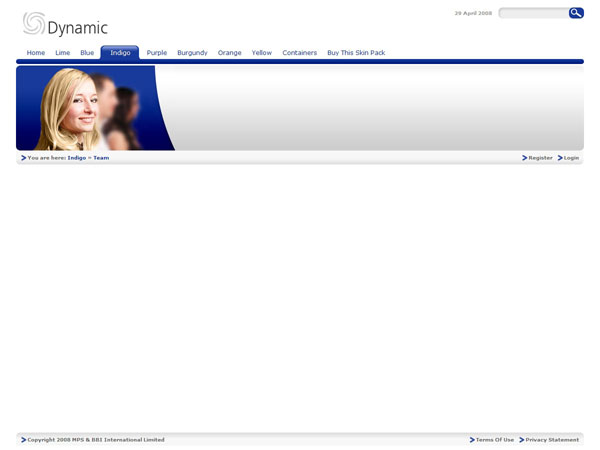 29 April 2008
Dynamic
Home Lime Blue Indigo Purple Burgundy Orange Yellow Containers Buy This Skin Pack
You are here: Indigo » Team Register Login
Copyright 2008 MPS & BBI International Limited Terms Of Use Privacy Statement